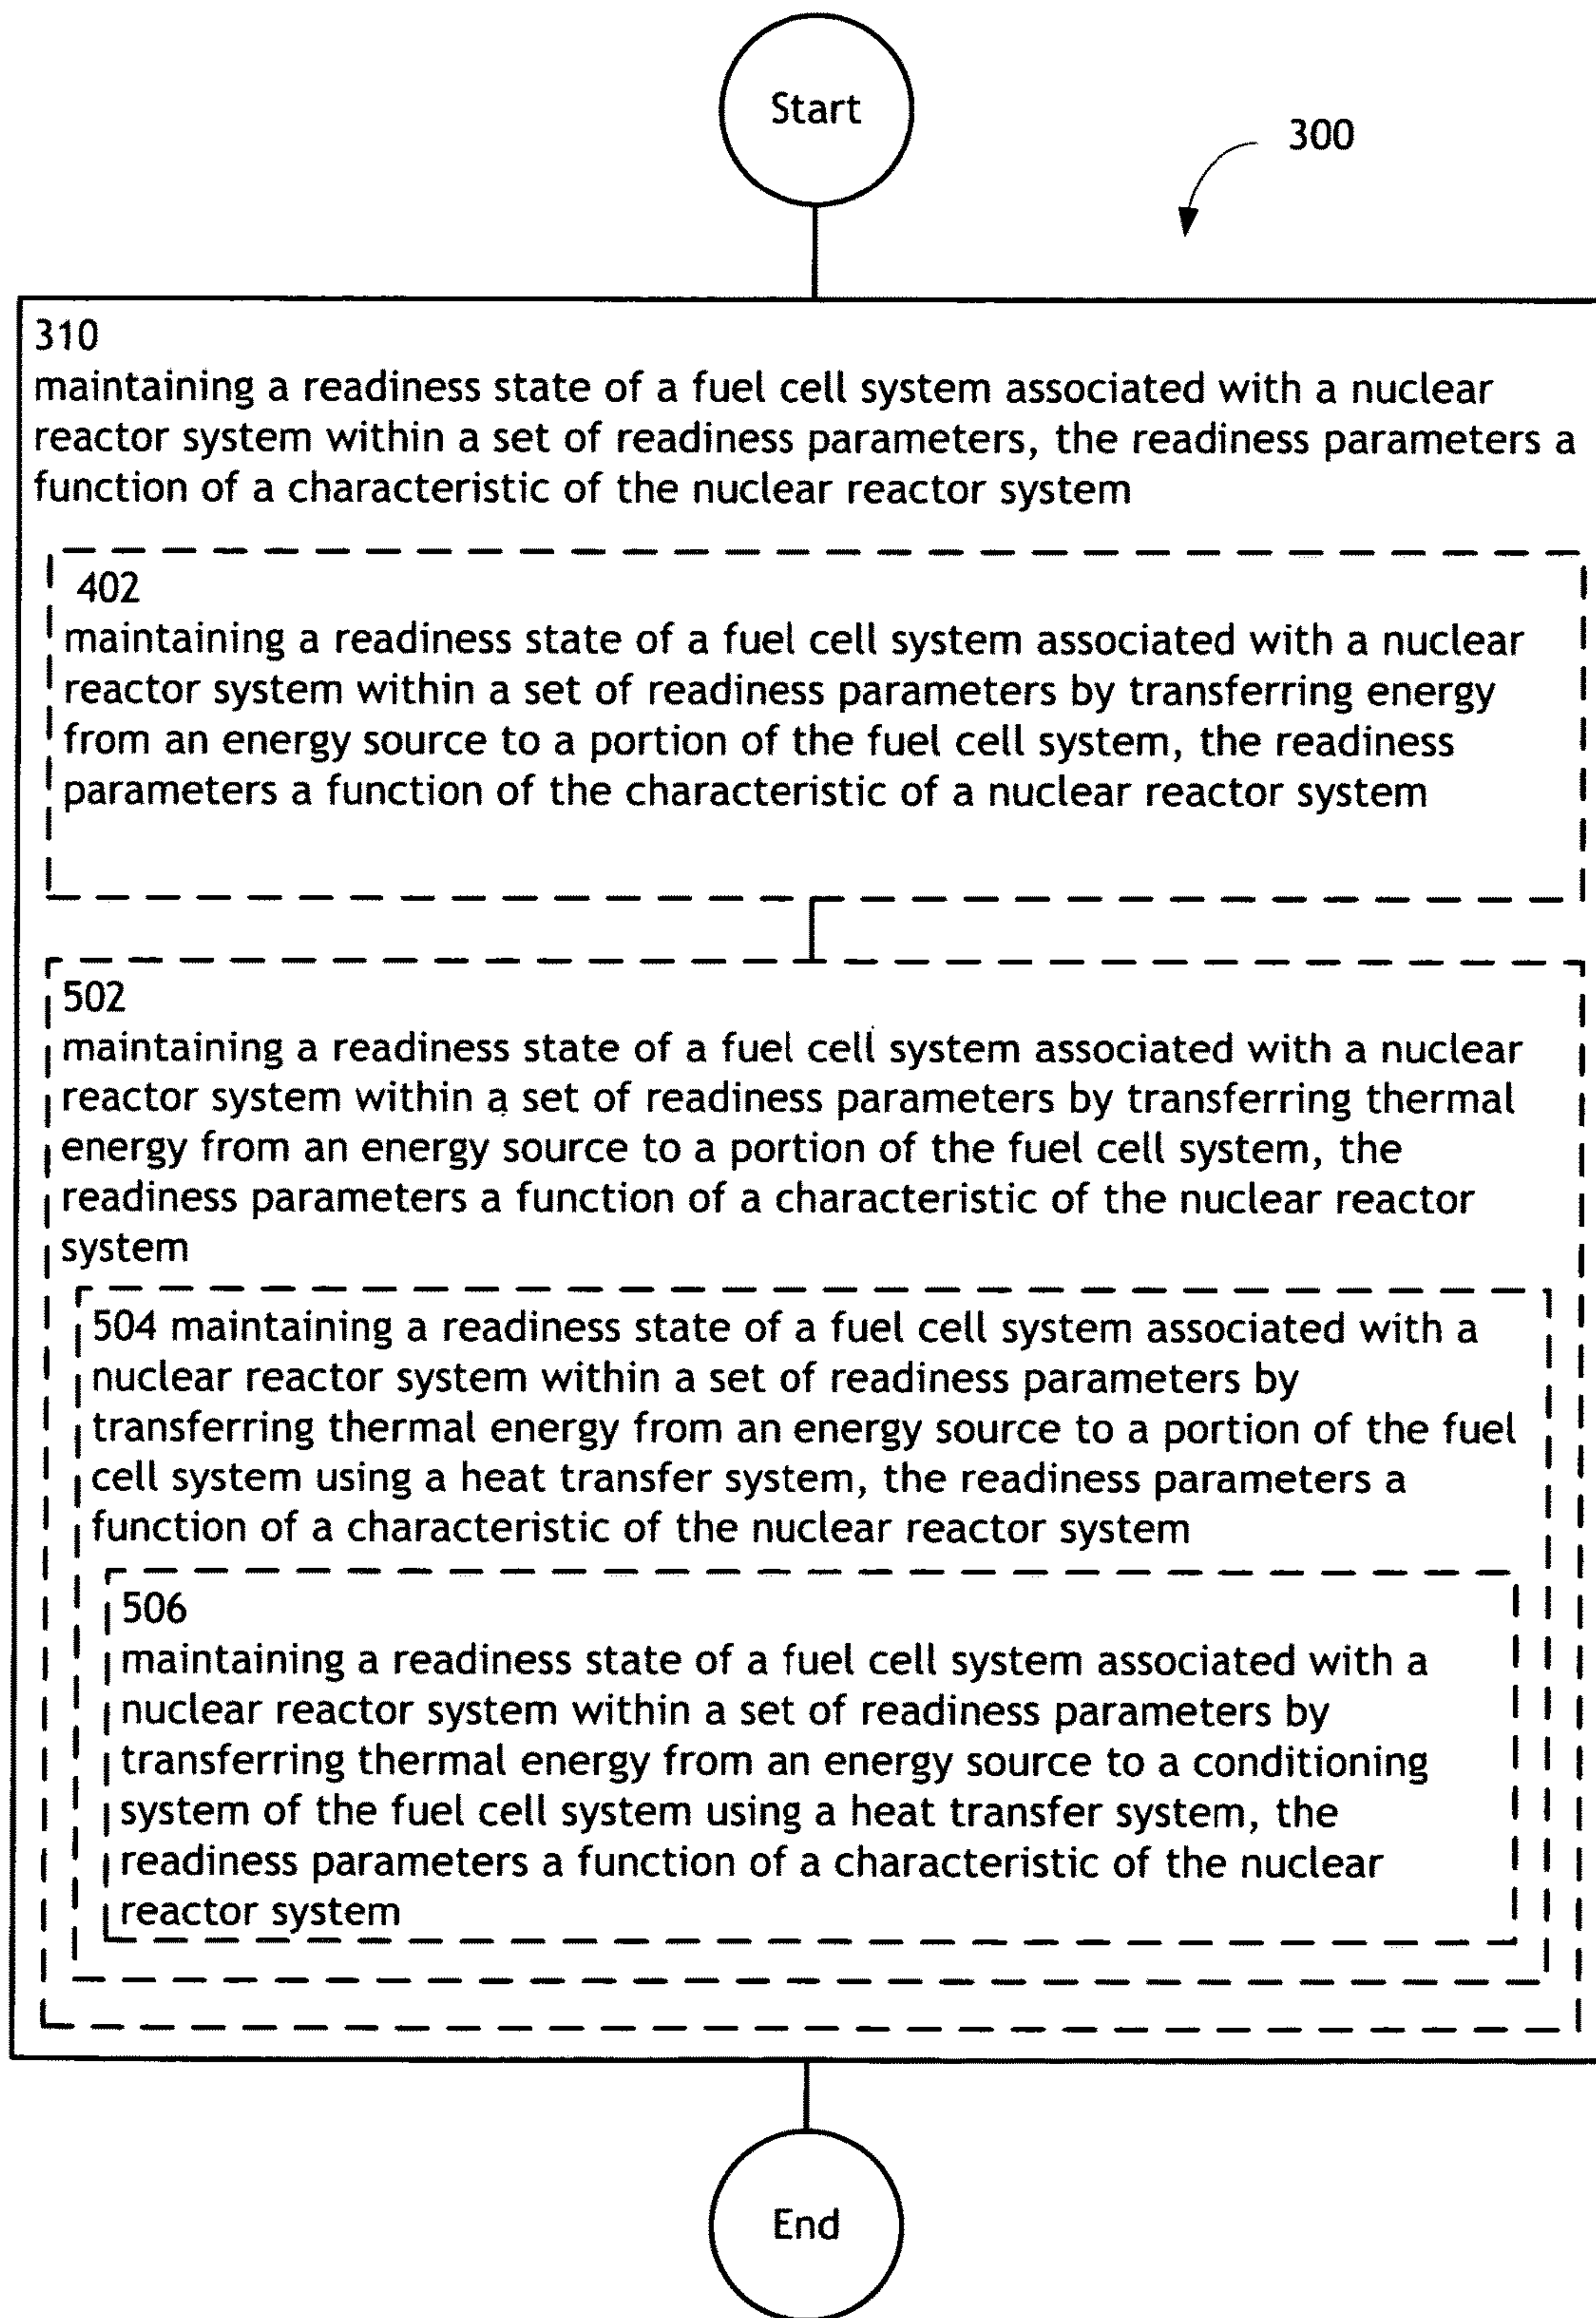 Start
300
310
maintaining a readiness state of a fuel cell system associated with a nuclear
reactor system within a set of readiness parameters, the readiness parameters a
function of a characteristic of the nuclear reactor system
402
maintaining a readiness state of a fuel cell system associated with a nuclear
reactor system within a set of readiness parameters by transferring energy
from an energy source to a portion of the fuel cell system, the readiness
parameters a function of the characteristic of a nuclear reactor system
502
maintaining a readiness state of a fuel cell system associated with a nuclear
reactor system within a set of readiness parameters by transferring thermal
energy from an energy source to a portion of the fuel cell system, the
readiness parameters a function of a characteristic of the nuclear reactor
system
504 maintaining a readiness state of a fuel cell system associated with a
nuclear reactor system within a set of readiness parameters by
transferring thermal energy from an energy source to a portion of the fuel
cell system using a heat transfer system, the readiness parameters a
function of a characteristic of the nuclear reactor system
506
maintaining a readiness state of a fuel cell system associated with a
nuclear reactor system within a set of readiness parameters by
transferring thermal energy from an energy source to a conditioning
system of the fuel cell system using a heat transfer system, the
readiness parameters a function of a characteristic of the nuclear
reactor system
End